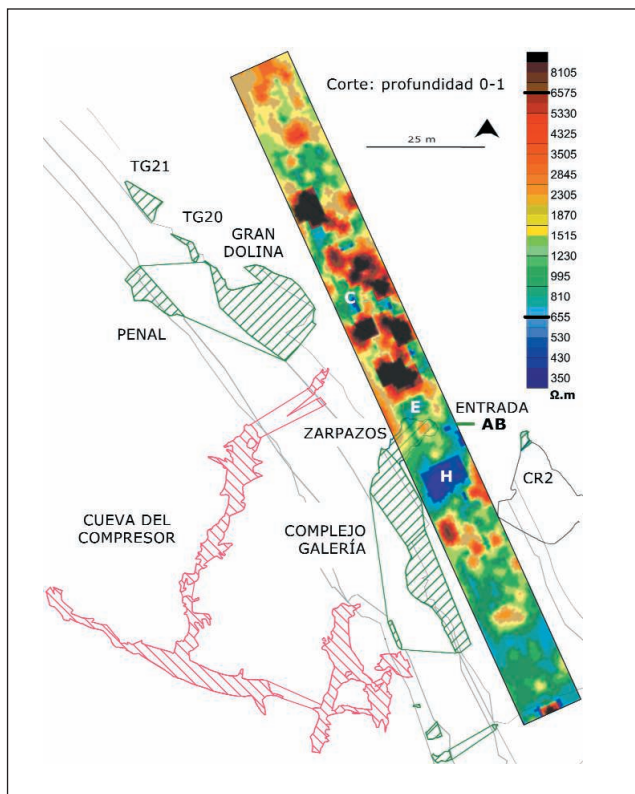 Corte: profundidad 0-1
25 m
8105
6575
5330
4325
3505
2845
2305
1870
1515
1230
995
810
655
530
430
350
Ω.m
TG21
TG20
GRAN
DOLINA
PENAL
C
E
ENTRADA
AB
ZARPAZOS
H
CR2
CUEVA DEL
COMPRESOR
COMPLEJO
GALERÍA